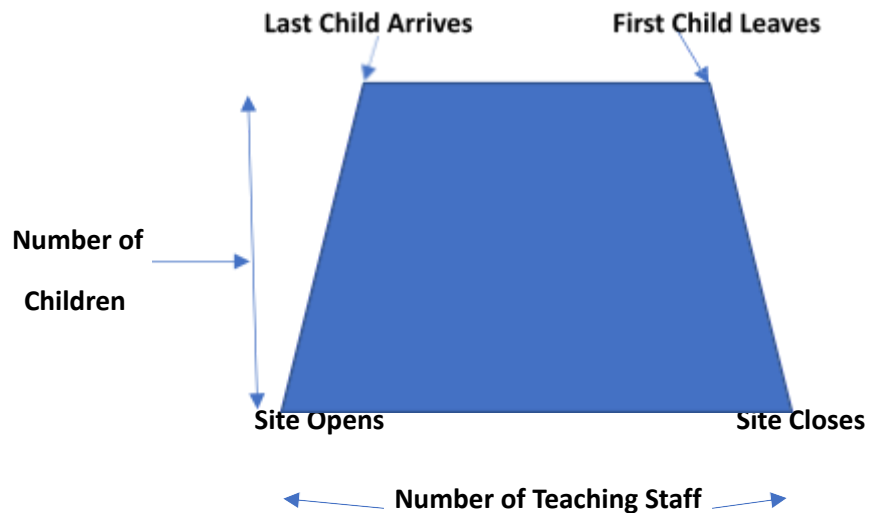 Last Child Arrives
First Child Leaves
Number of
Children
Site Opens
Site Closes
Number of Teaching Staff